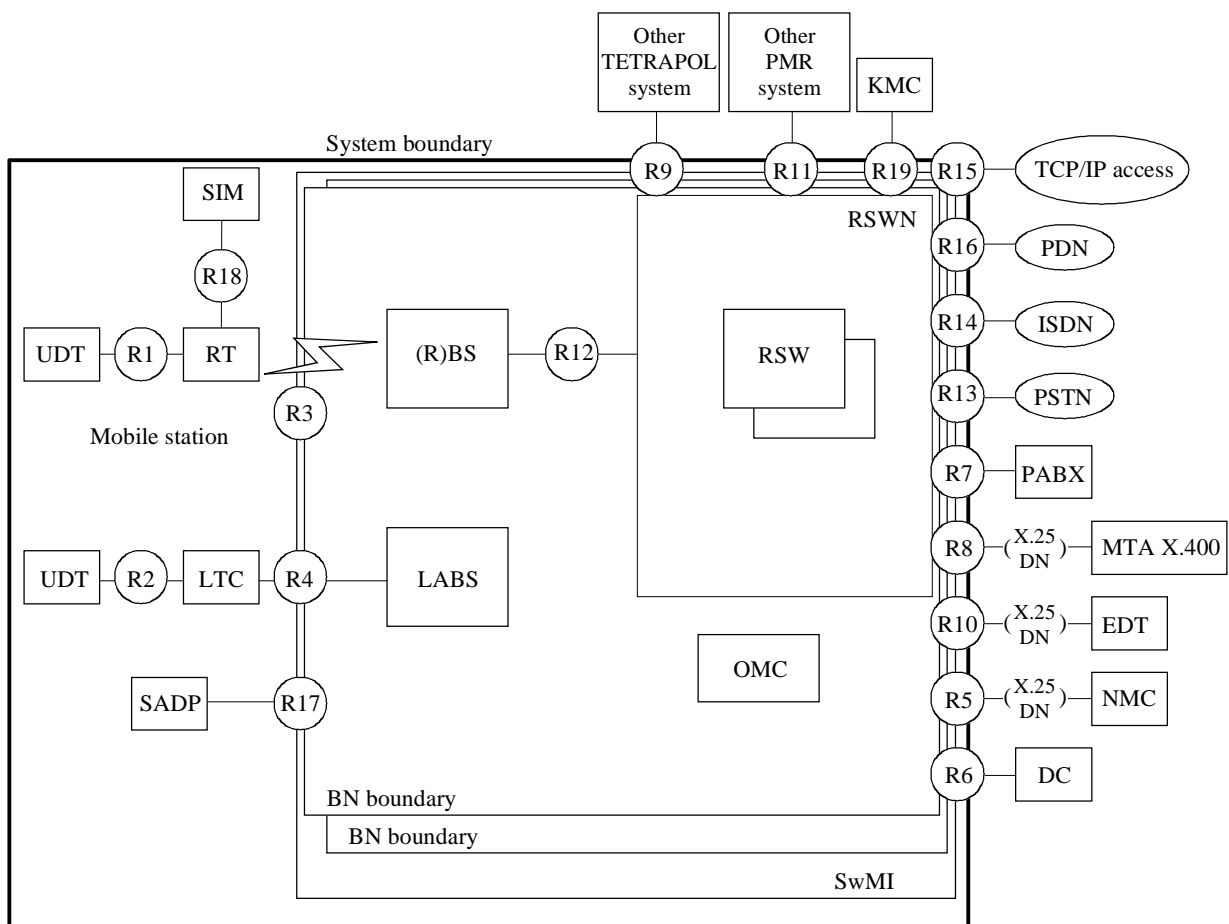 Other
TETRAPOL
system
Other
PMR
system
KMC
System boundary
R9
R11
R19
R15
TCP/IP access
SIM
RSWN
R16
PDN
R18
R14
ISDN
UDT
R1
RT
(R)BS
R12
RSW
R13
PSTN
R3
Mobile station
R7
PABX
R8
(X.25
DN)
MTA X.400
UDT
R2
LTC
R4
LABS
R10
(X.25
DN)
EDT
OMC
SADP
R17
R5
(X.25
DN)
NMC
R6
DC
BN boundary
BN boundary
SwMI